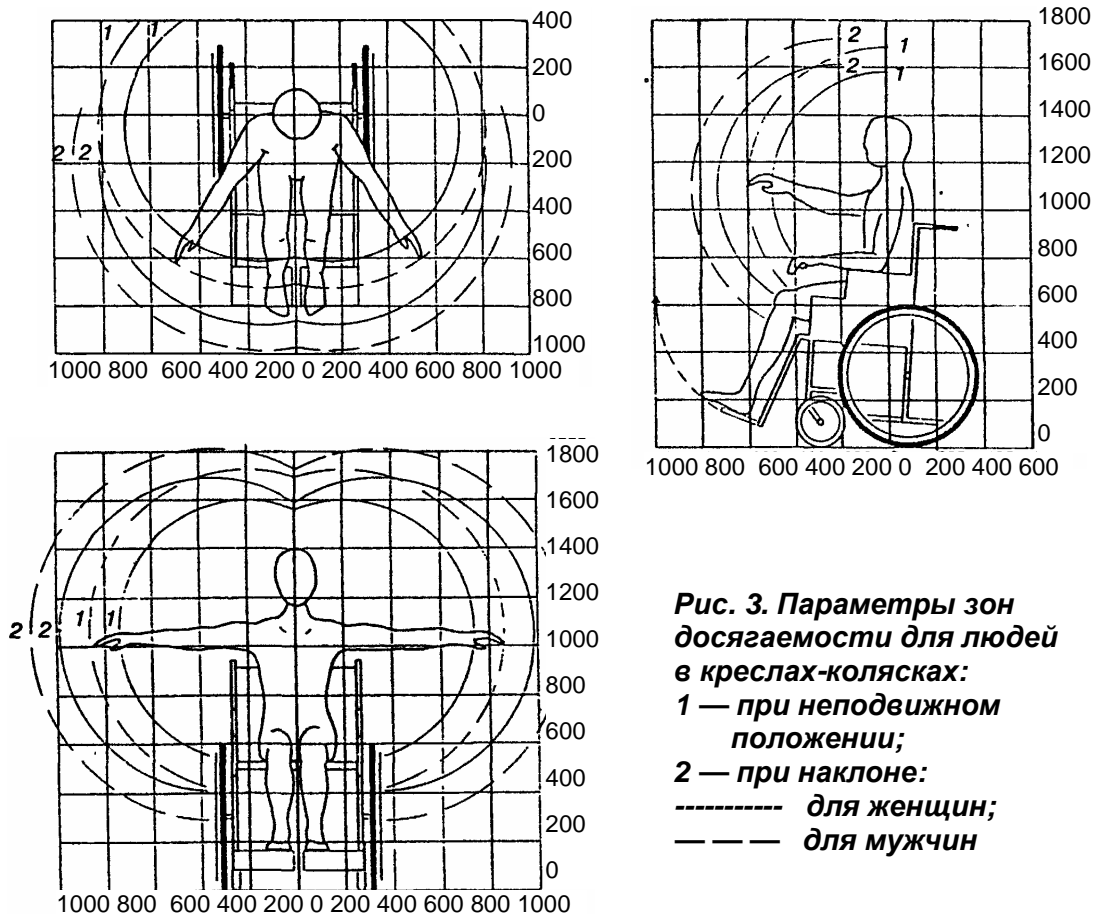 400
200
0
200
400
600
800
1000
1000 800 600 400 200 0 200 400 600 800 1000
1 1
2 2
1800
1600
1400
1200
1000
800
600
400
200
0
1000 800 600 400 200 0 200 400 600
2
1
2
1
1800
1600
1400
1200
1000
800
600
400
200
0
1000 800 600 400 200 0 200 400 600 800 1000
2 2 1 1
Рис. 3. Параметры зон
досягаемости для людей
в креслах-колясках:
1 — при неподвижном
положении;
2 — при наклоне:
----------- для женщин;
— — — для мужчин